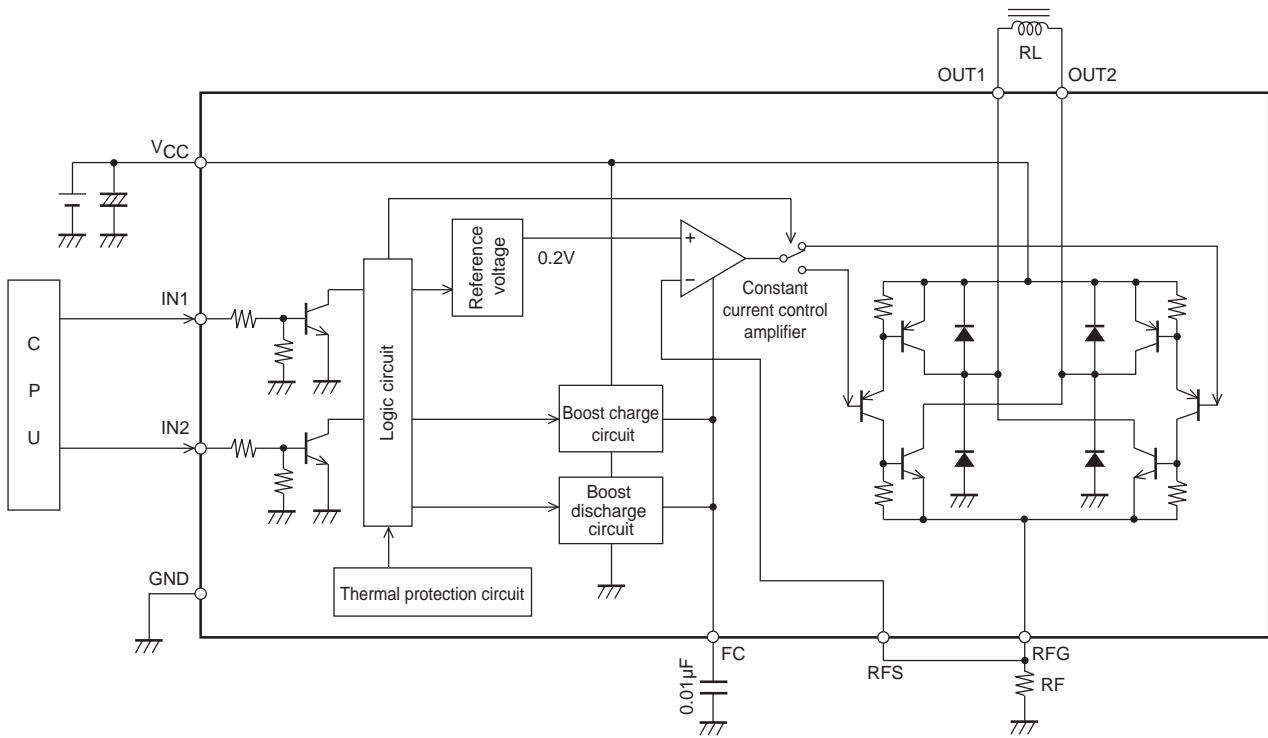 RL
OUT1
OUT2
VCC
Reference
voltage
0.2V
+
−
Constant
current control
amplifier
IN1
C
P
U
Logic circuit
IN2
Boost charge
circuit
Boost
discharge
circuit
GND
Thermal protection circuit
FC
RFS
RFG
0.01µF
RF